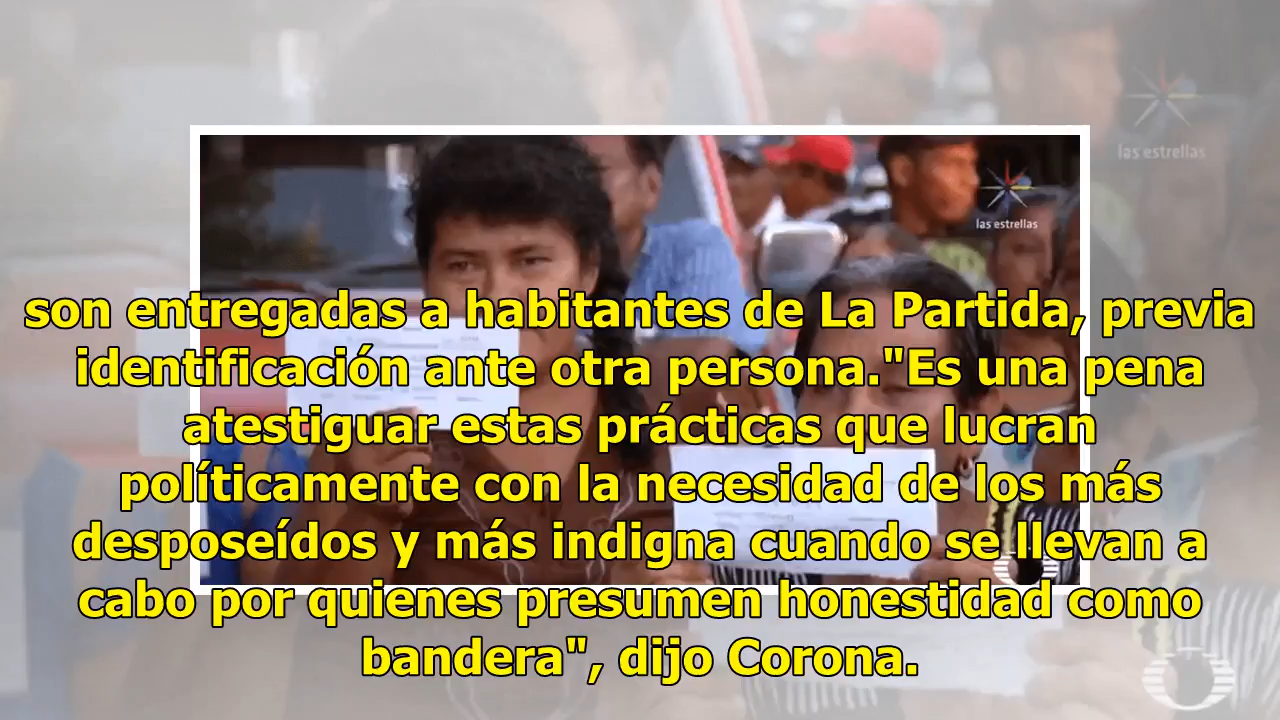 las estrellas
las estrellas
son entregadas a habitantes de La Partida, previa
identificación ante otra persona."Es una pena
atestiguar estas prácticas que lucran
políticamente con la necesidad de los más
desposeídos y más indigna cuando se llevan a
cabo por quienes presumen honestidad como
bandera", dijo Corona.